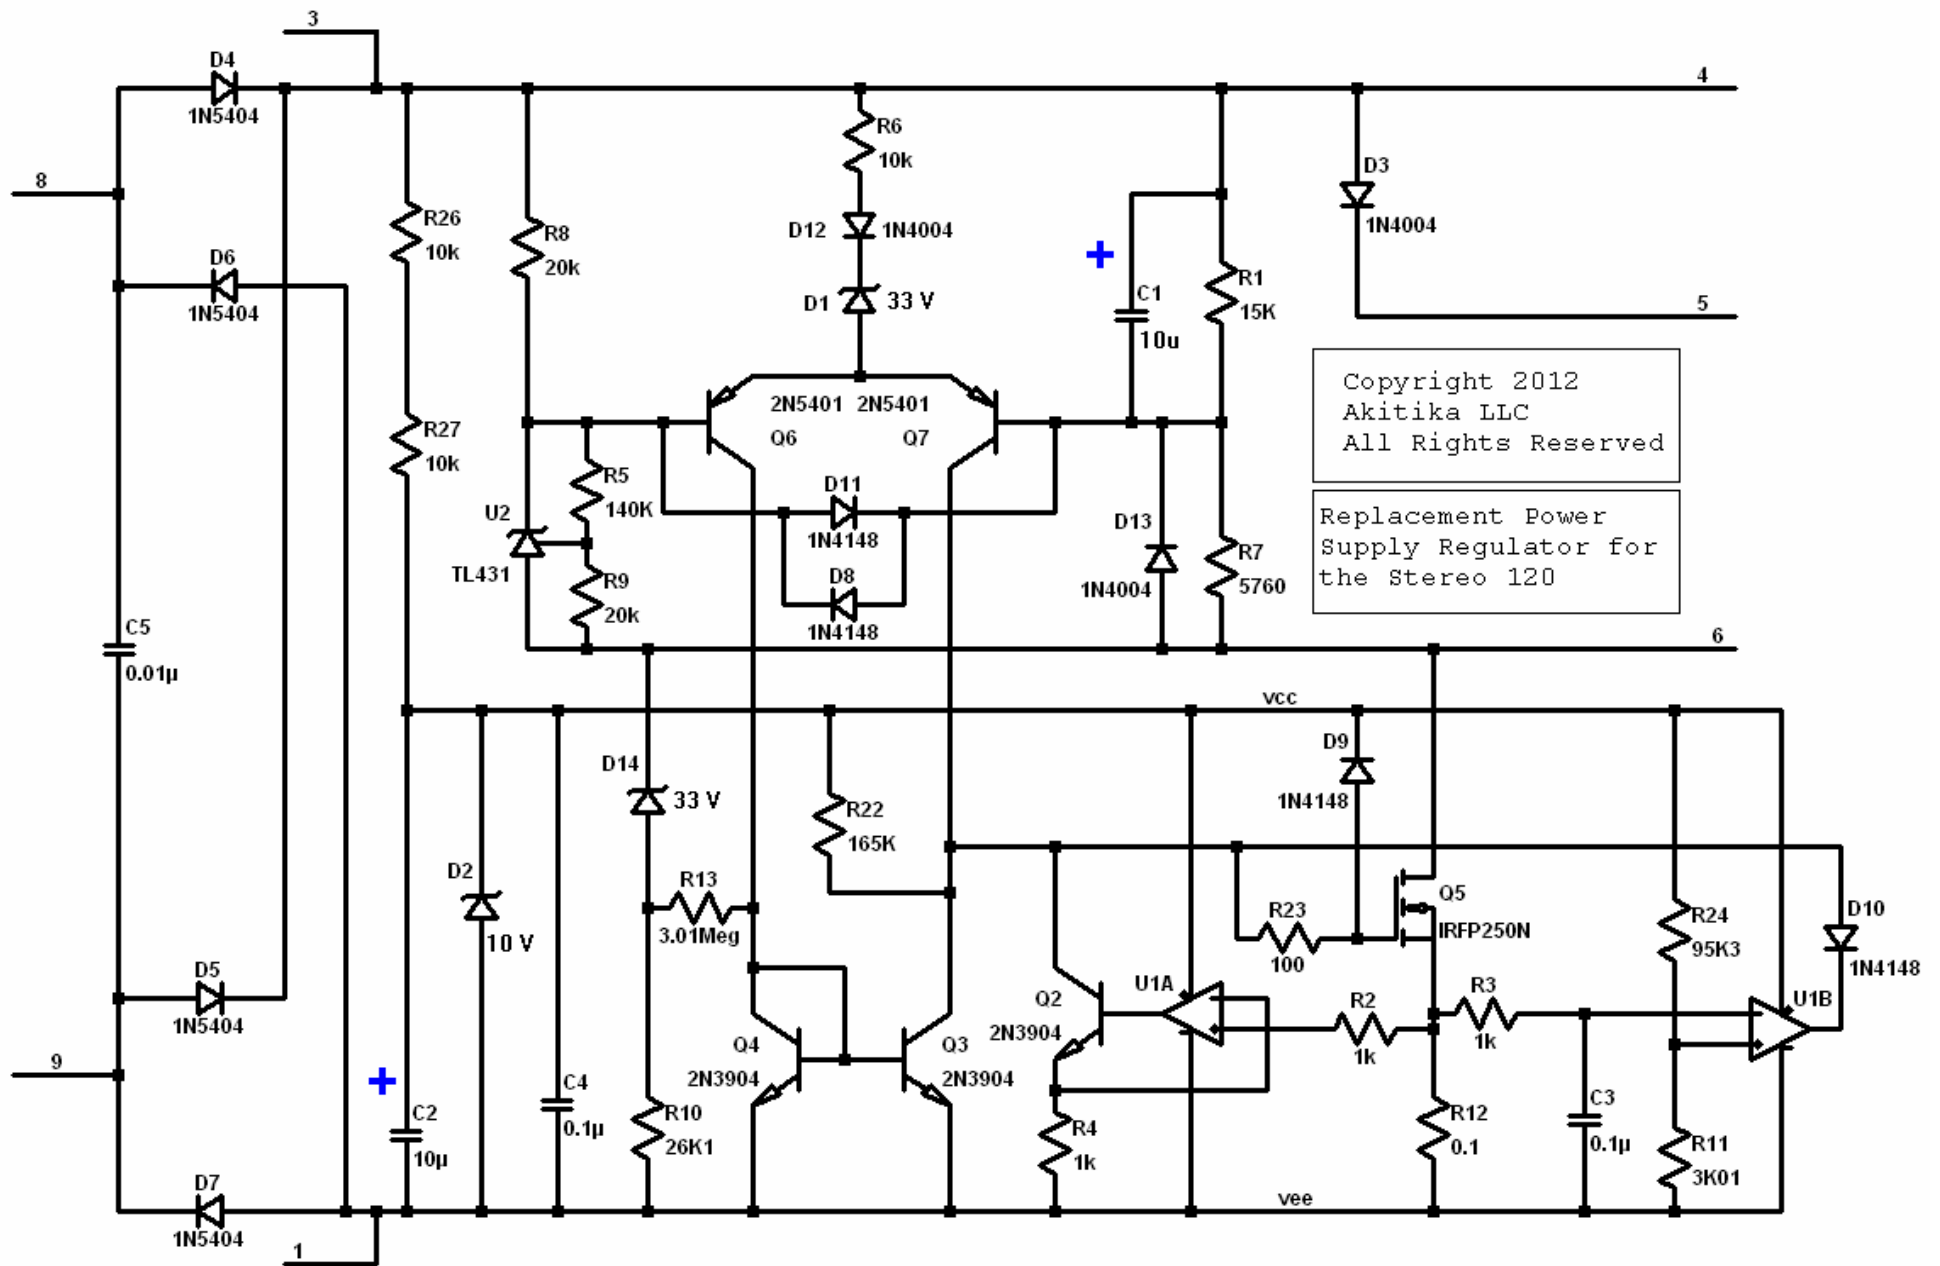 3
D4
1N5404
4
R6
10k
D3
1N4004
8
R26
10k
R8
20k
D12
1N4004
D6
1N5404
D1
33 V
+
C1
10u
R1
15K
5
Copyright 2012
Akitika LLC
All Rights Reserved
2N5401
2N5401
Q6
Q7
R27
10k
R5
140K
U2
TL431
D11
1N4148
D13
1N4004
R7
5760
Replacement Power
Supply Regulator for
the Stereo 120
R9
20k
D8
1N4148
C5
0.01µ
6
vcc
D14
33 V
D9
1N4148
R22
165K
D2
10 V
R13
3.01Meg
R23
100
Q5
IRFP250N
R24
95K3
D10
1N4148
D5
1N5404
Q2
2N3904
U1A
R2
1k
R3
1k
U1B
9
Q4
2N3904
Q3
2N3904
+
C2
10µ
C4
0.1µ
R10
26K1
R4
1k
R12
0.1
C3
0.1µ
R11
3K01
D7
1N5404
vee
1